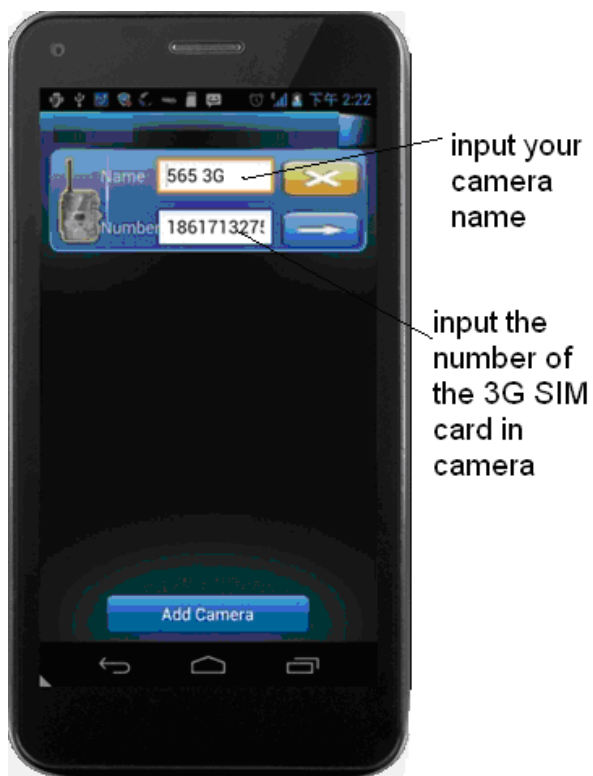 下午 2:22
Name 565 3G
Number 1861713275
Add Camera
input your
camera
name
input the
number of
the 3G SIM
card in
camera